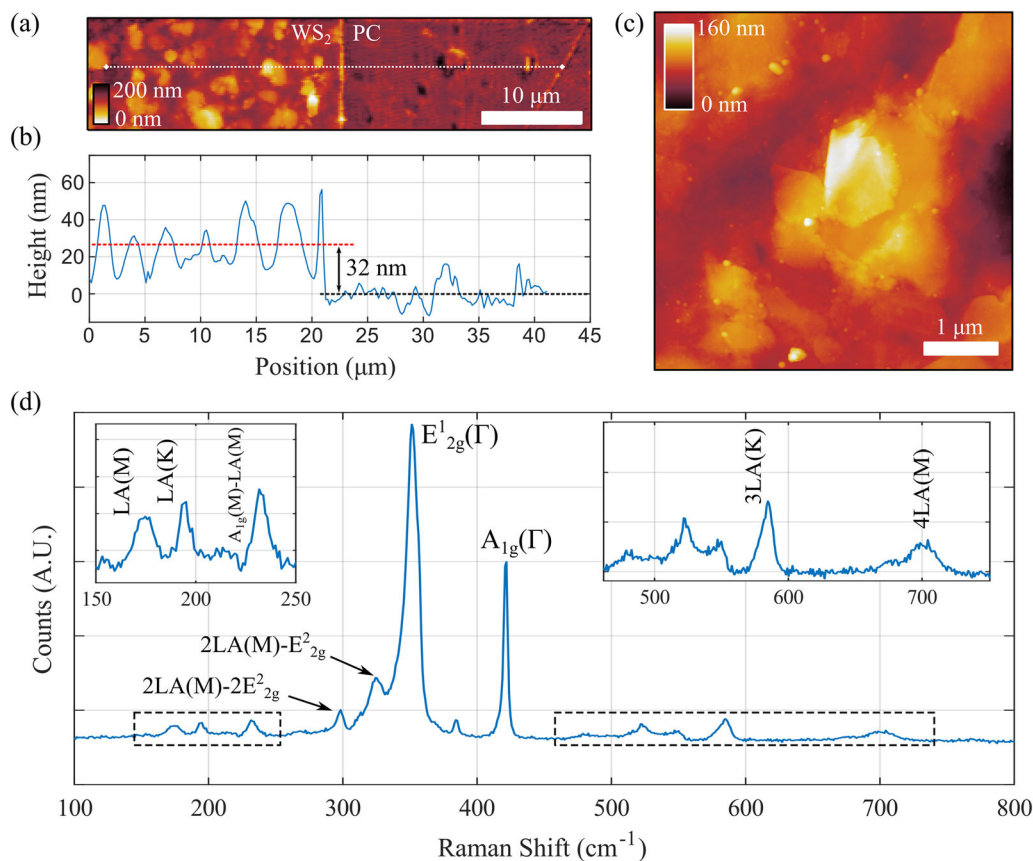 (a)
WS₂ PC
200 nm
0 nm
10 μm
(b)
Height (nm)
60
40
20
0
32 nm
0 5 10 15 20 25 30 35 40 45
Position (μm)
(c)
160 nm
0 nm
1 μm
(d)
Counts (A.U.)
LA(M)
LA(K)
A₁g(M)-LA(M)
150 200 250
E¹₂g(Γ)
A₁g(Γ)
2LA(M)-E²₂g
2LA(M)-2E²₂g
3LA(K)
4LA(M)
500 600 700
100 200 300 400 500 600 700 800
Raman Shift (cm⁻¹)